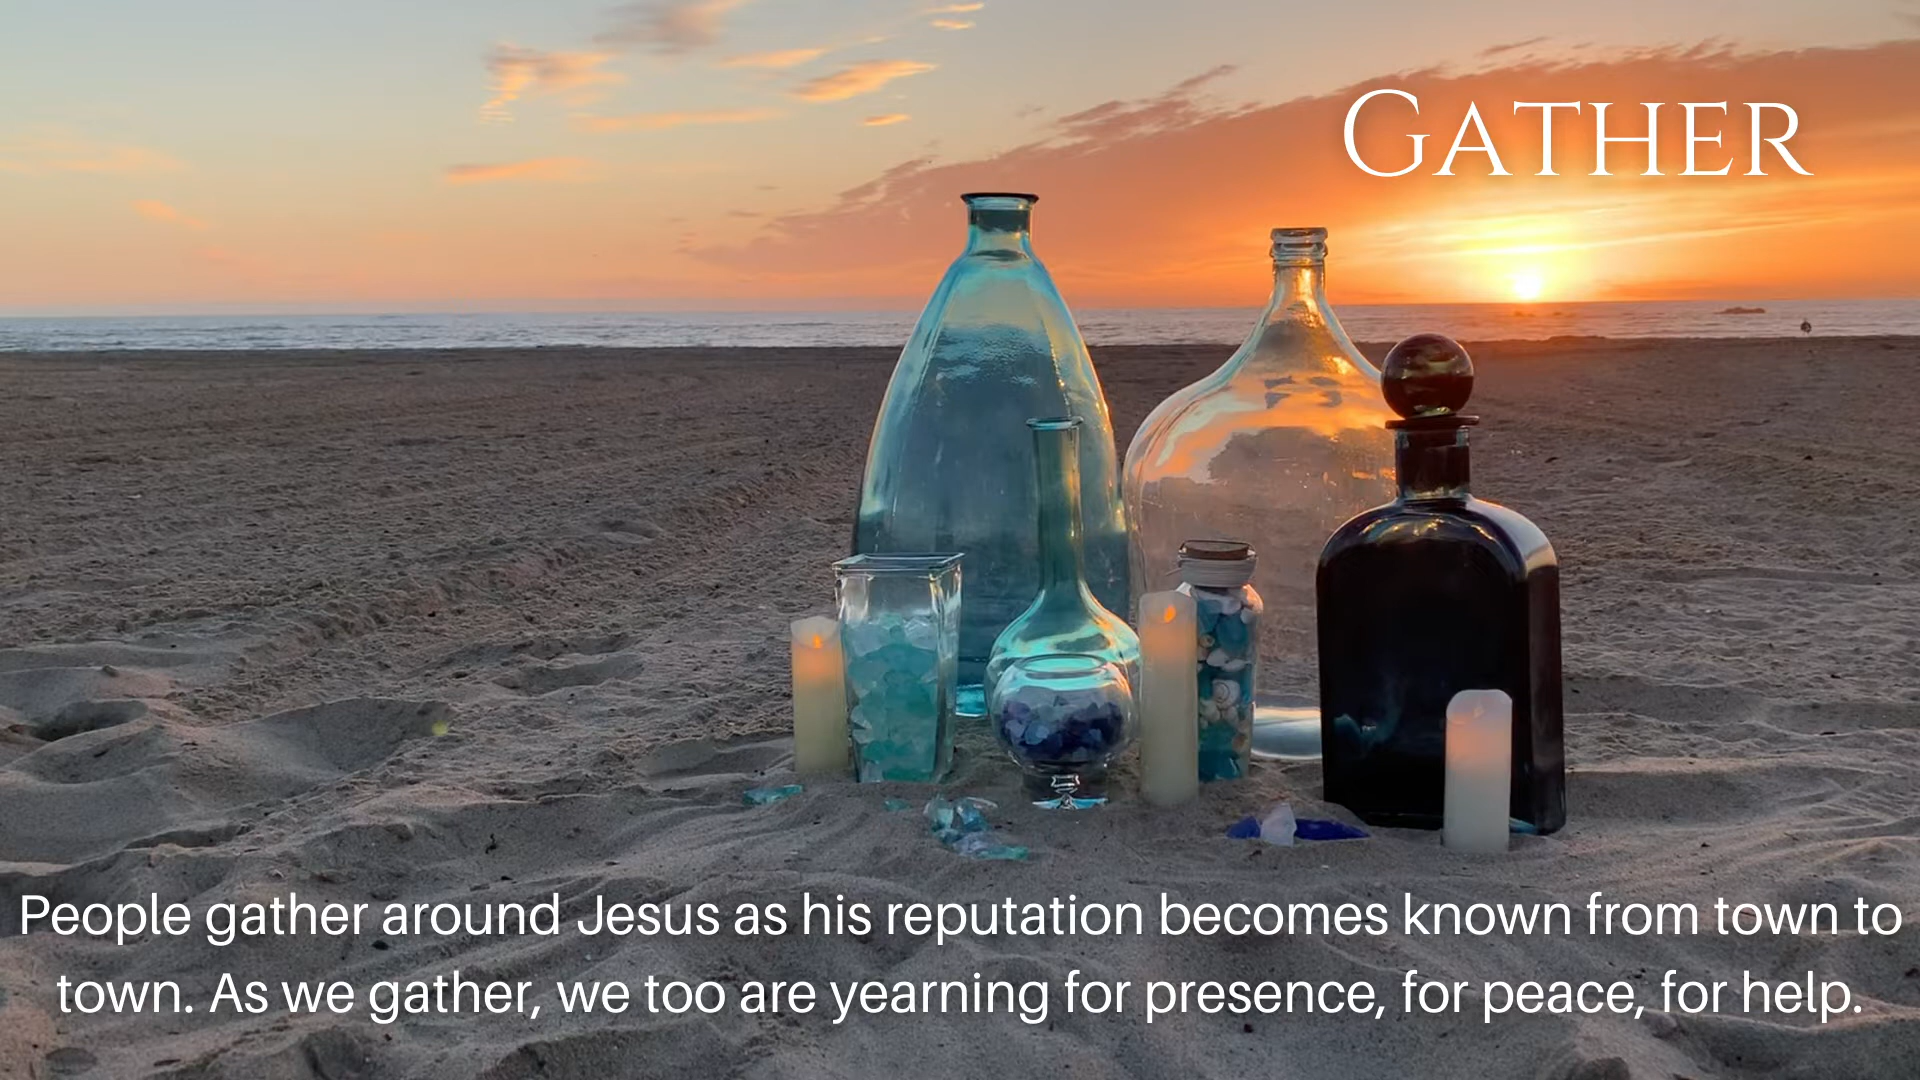 GATHER
People gather around Jesus as his reputation becomes known from town to
town. As we gather, we too are yearning for presence, for peace, for help.